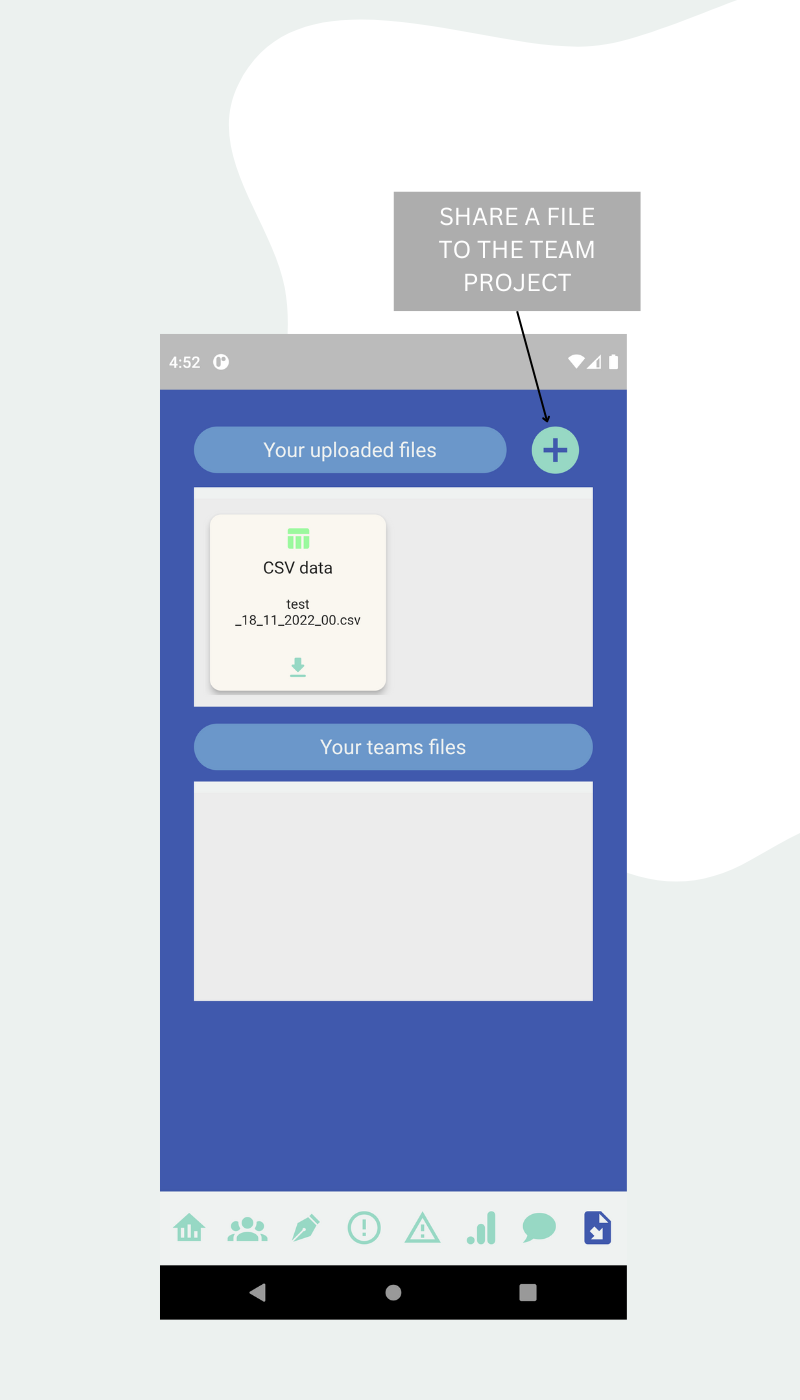 SHARE A FILE
TO THE TEAM
PROJECT
4:52
Your uploaded files
CSV data
test
_18_11_2022_00.csv
Your teams files